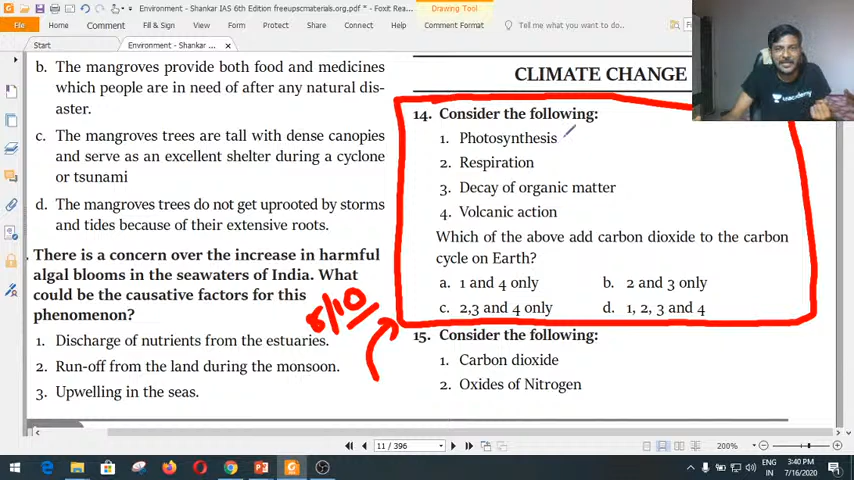 Environment - Shankar IAS 6th Edition freeupscmaterials.org.pdf * - Foxit Rea...
Drawing Tool
File
Home
Comment
View
Form
Fill & Sign
Protect
Share
Connect
Help
Extras
Comment Format
Tell me what you want to do...
Start
Environment - Shankar IAS 6th E...
b. The mangroves provide both food and medicines
which people are in need of after any natural dis-
aster.
c. The mangroves trees are tall with dense canopies
and serve as an excellent shelter during a cyclone
or tsunami
d. The mangroves trees do not get uprooted by storms
and tides because of their extensive roots.
There is a concern over the increase in harmful
algal blooms in the seawaters of India. What
could be the causative factors for this
phenomenon?
1. Discharge of nutrients from the estuaries.
2. Run-off from the land during the monsoon.
3. Upwelling in the seas.
8/10
CLIMATE CHANGE
14. Consider the following:
1. Photosynthesis
2. Respiration
3. Decay of organic matter
4. Volcanic action
Which of the above add carbon dioxide to the carbon
cycle on Earth?
a. 1 and 4 only
b. 2 and 3 only
c. 2,3 and 4 only
d. 1, 2, 3 and 4
15. Consider the following:
1. Carbon dioxide
2. Oxides of Nitrogen
unacademy
11 / 396
200%
ENG
IN
3:40 PM
7/16/2020